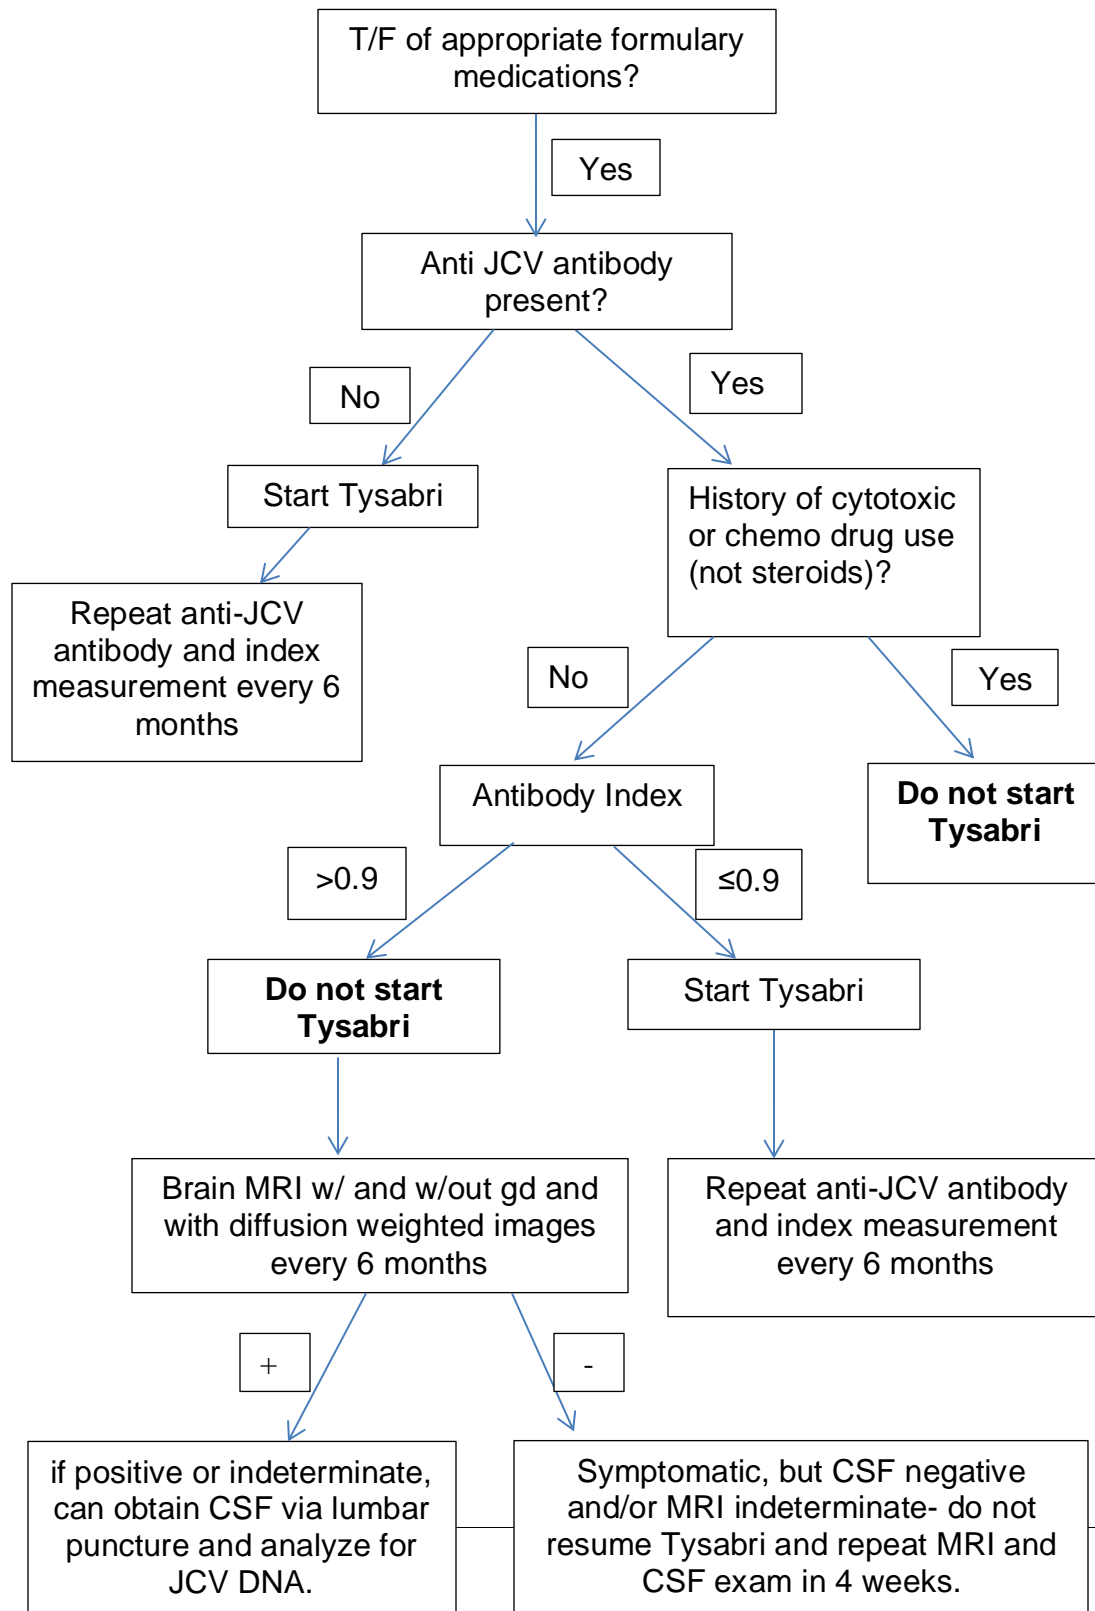 T/F of appropriate formulary
medications?
Yes
Anti JCV antibody
present?
No
Yes
Start Tysabri
History of cytotoxic
or chemo drug use
(not steroids)?
Repeat anti-JCV
antibody and index
measurement every 6
months
No
Yes
Antibody Index
Do not start
Tysabri
>0.9
≤0.9
Do not start
Tysabri
Start Tysabri
Brain MRI w/ and w/out gd and
with diffusion weighted images
every 6 months
Repeat anti-JCV antibody
and index measurement
every 6 months
+
-
if positive or indeterminate,
can obtain CSF via lumbar
puncture and analyze for
JCV DNA.
Symptomatic, but CSF negative
and/or MRI indeterminate- do not
resume Tysabri and repeat MRI and
CSF exam in 4 weeks.